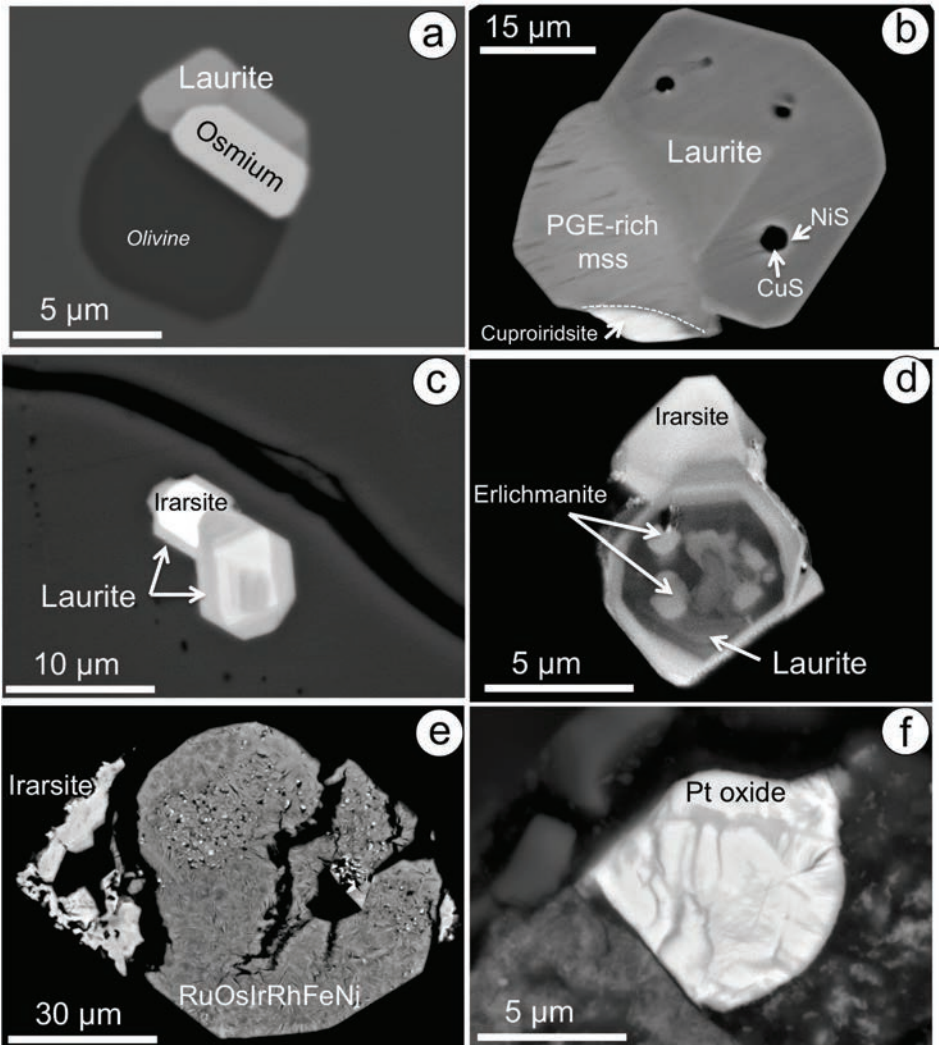 a
Laurite
Osmium
Olivine
5 µm
15 µm
b
Laurite
PGE-rich
mss
NiS
CuS
Cuproiridsite
c
Irarsite
Laurite
10 µm
d
Irarsite
Erlichmanite
Laurite
5 µm
e
Irarsite
RuOsIrRhFeNi
30 µm
f
Pt oxide
5 µm